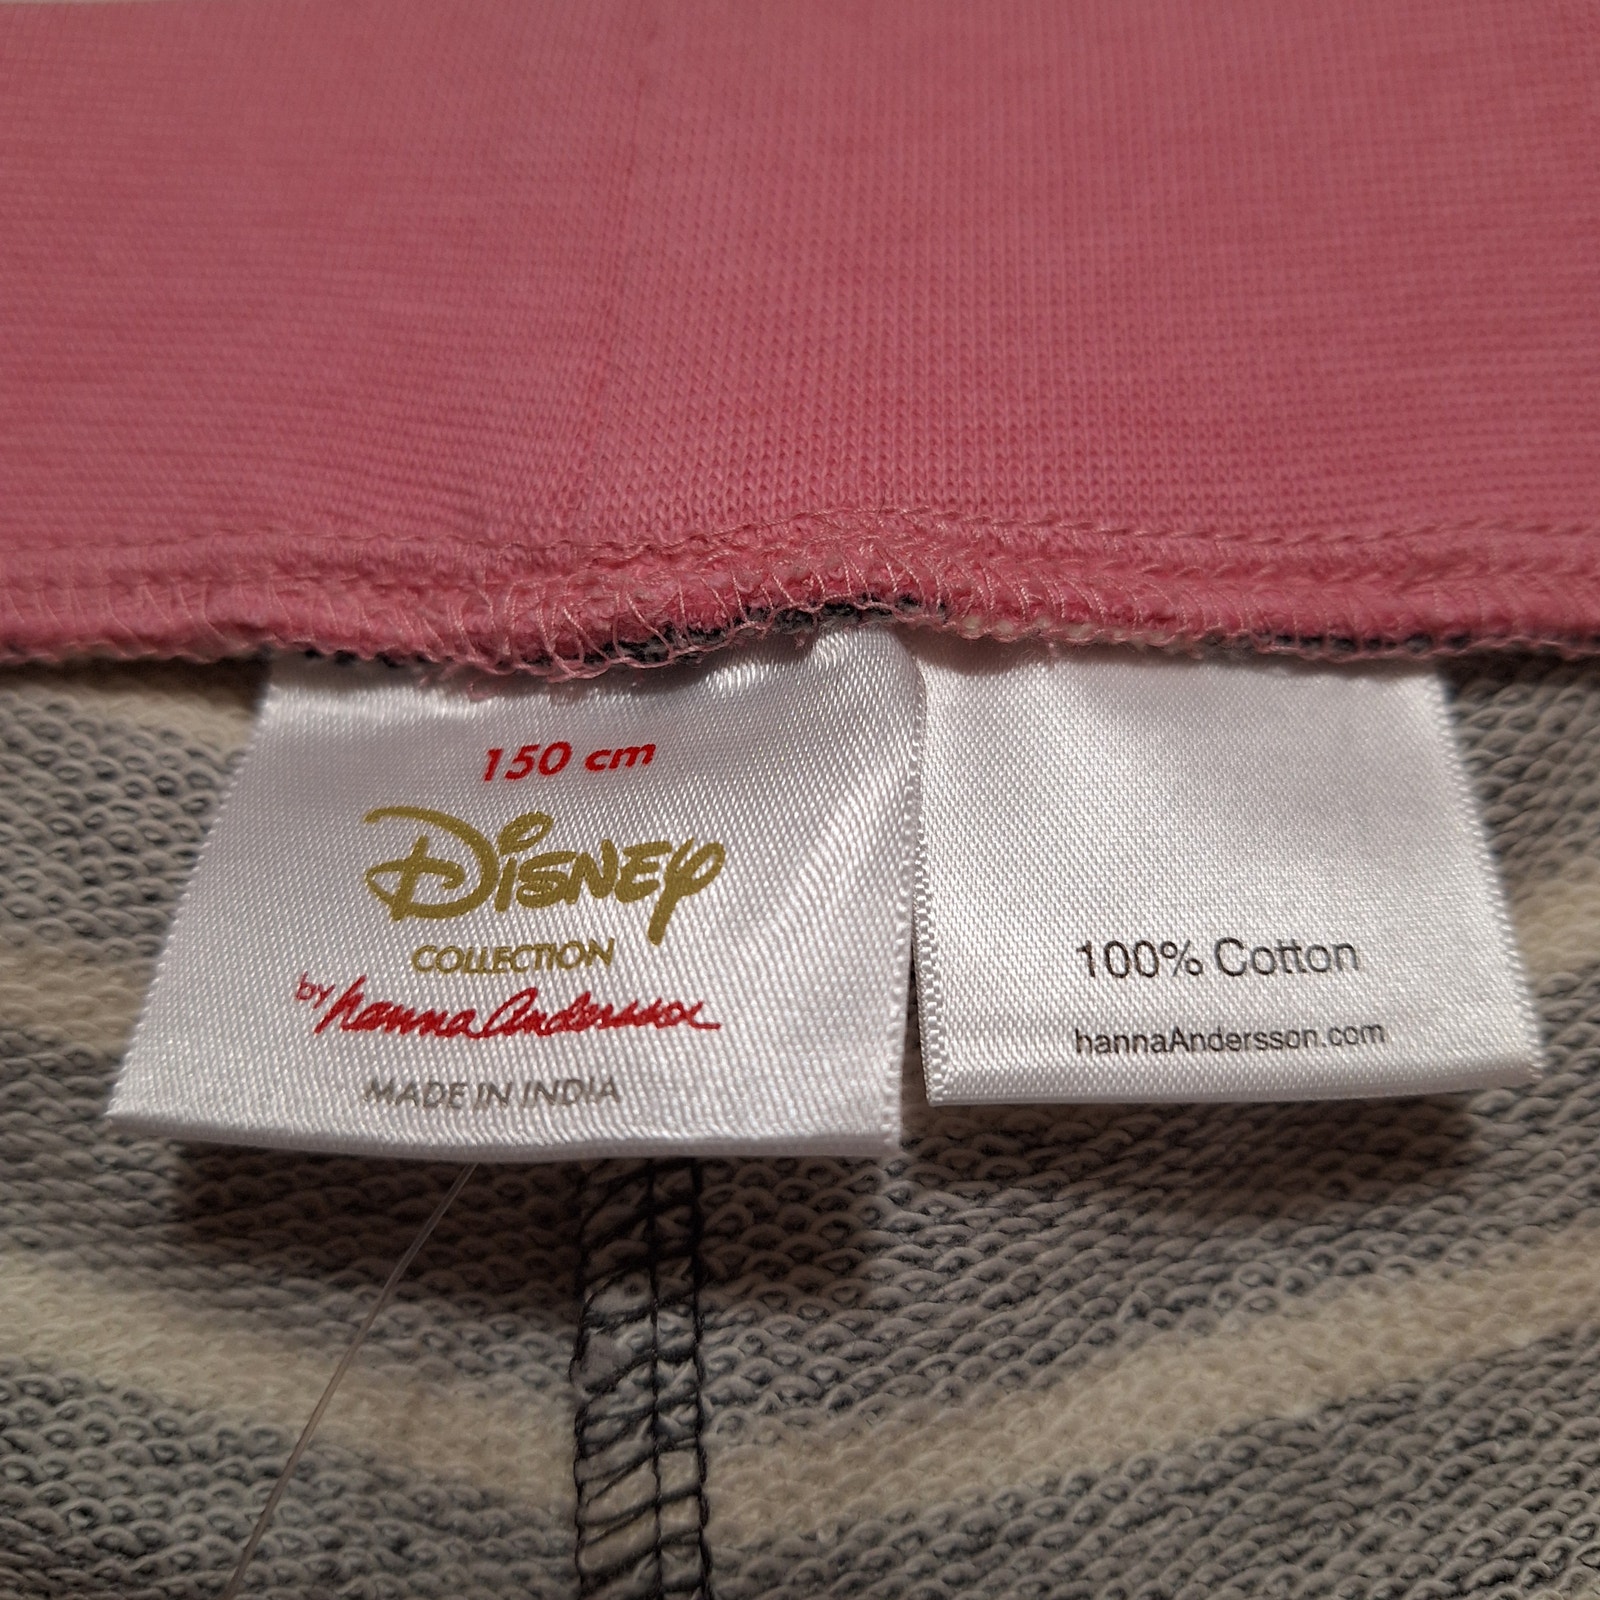 150 cm
Disney
COLLECTION
by hanna Andersson
MADE IN INDIA
100% Cotton
hannaAndersson.com